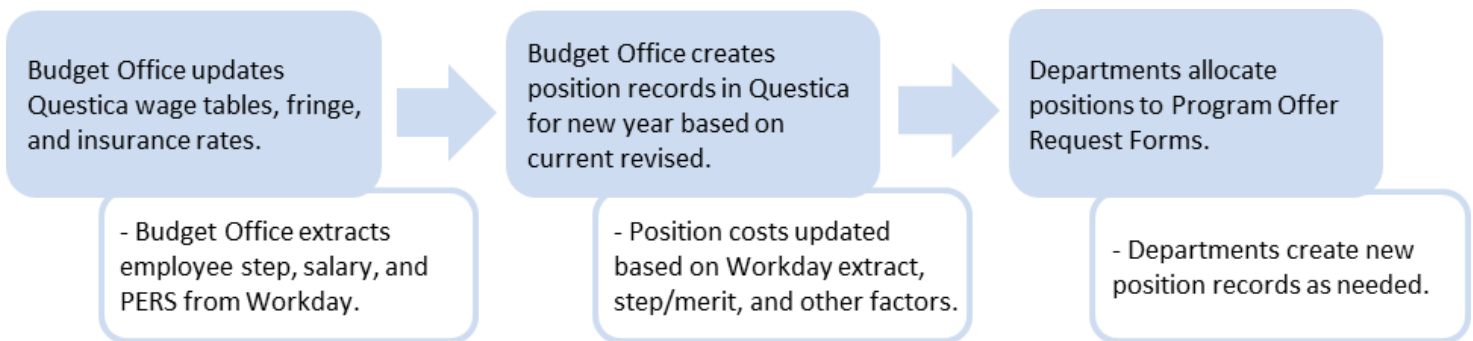 Budget Office updates
Questica wage tables, fringe,
and insurance rates.
- Budget Office extracts
employee step, salary, and
PERS from Workday.
Budget Office creates
position records in Questica
for new year based on
current revised.
- Position costs updated
based on Workday extract,
step/merit, and other factors.
Departments allocate
positions to Program Offer
Request Forms.
- Departments create new
position records as needed.